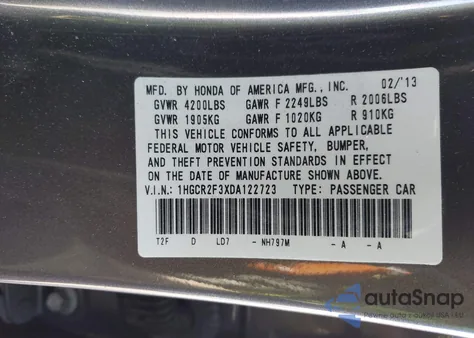 MFD. BY HONDA OF AMERICA MFG., INC. 02/'13
GVWR 4200LBS GAWR F 2249LBS R 2006LBS
GVWR 1905KG GAWR F 1020KG R 910KG
THIS VEHICLE CONFORMS TO ALL APPLICABLE
FEDERAL MOTOR VEHICLE SAFETY, BUMPER,
AND THEFT PREVENTION STANDARDS IN EFFECT
ON THE DATE OF MANUFACTURE SHOWN ABOVE.
V.I.N.: 1HGCR2F3XDA122723 TYPE: PASSENGER CAR
T2F D LD7 - NH797M - A - A
autaSnap